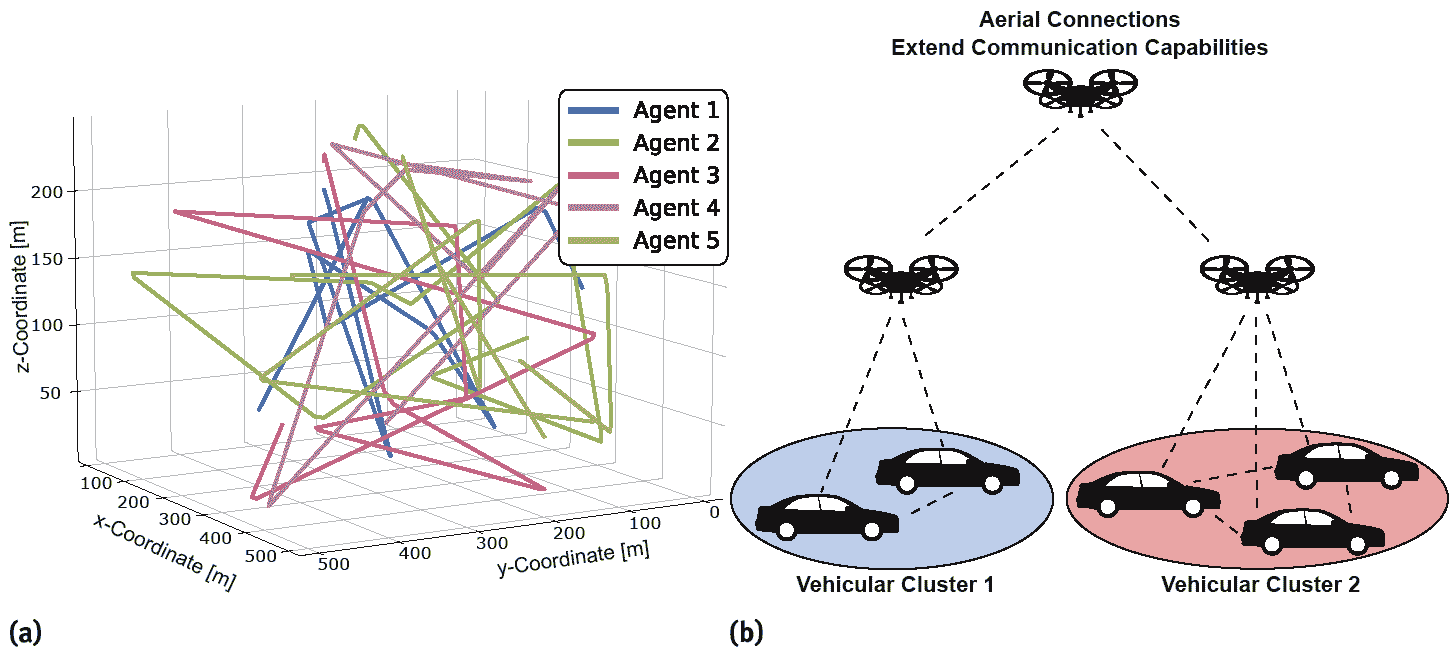 Aerial Connections
Extend Communication Capabilities
Agent 1
Agent 2
Agent 3
Agent 4
Agent 5
z-Coordinate [m]
200
150
100
50
x-Coordinate [m]
100
200
300
400
500
y-Coordinate [m]
500
400
300
200
100
0
Vehicular Cluster 1
Vehicular Cluster 2
(a)
(b)